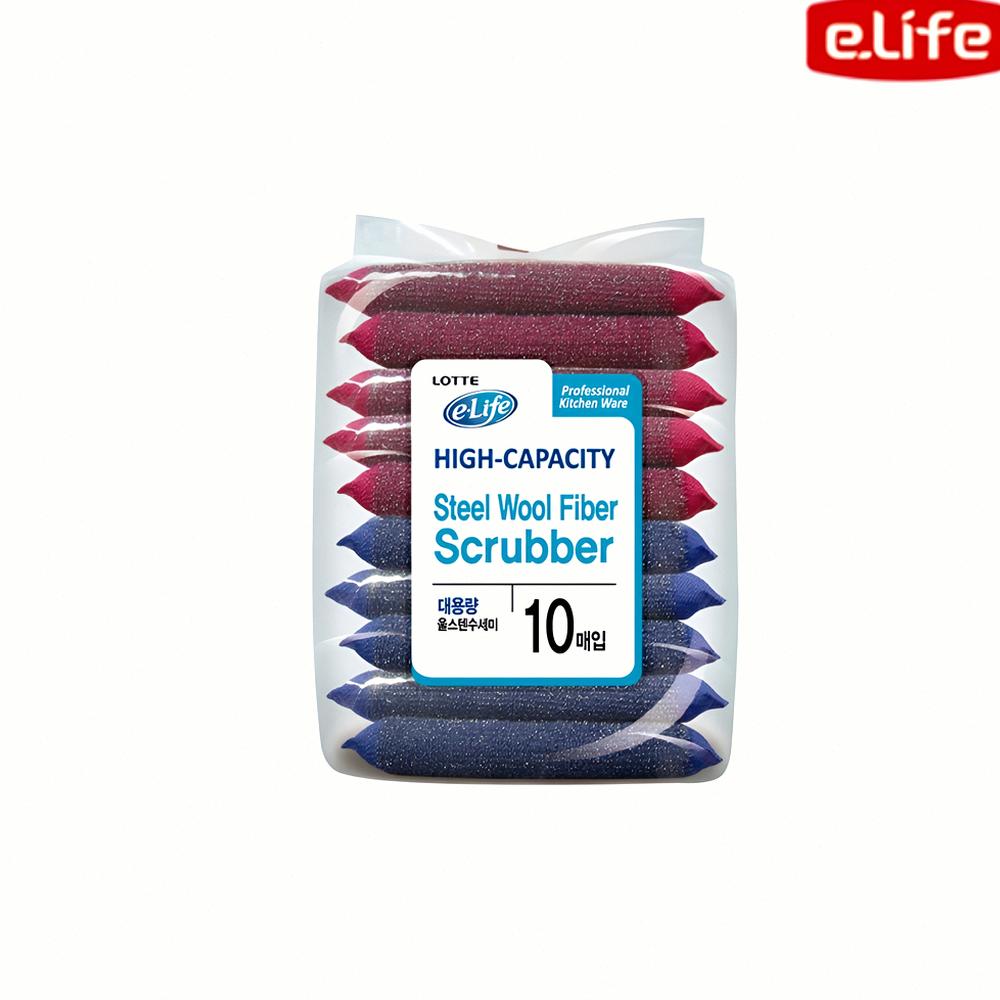 e.Life
LOTTE
e·Life
Professional
Kitchen Ware
HIGH-CAPACITY
Steel Wool Fiber
Scrubber
대용량
울스텐수세미
10매입